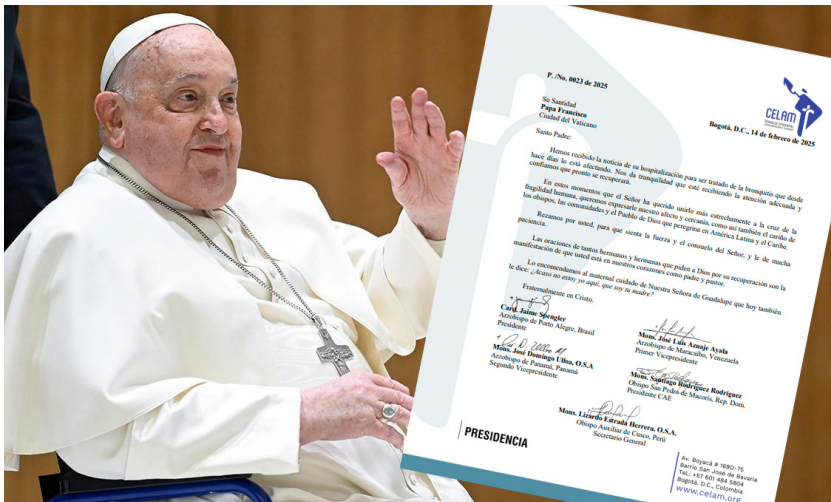 P. /No. 0023 de 2025
CELAM
Bogotá, D.C., 14 de febrero de 2025
Su Santidad
Papa Francisco
Ciudad del Vaticano
Santo Padre:
Hemos recibido la noticia de su hospitalización para ser tratado de la bronquitis que desde
hace días lo está afectando. Nos da tranquilidad que esté recibiendo la atención adecuada y
confiamos que pronto se recuperará.
En estos momentos que el Señor ha querido unirlo más estrechamente a la cruz de la
fragilidad humana, queremos expresarle nuestro afecto y cercanía, como así también el cariño de
los obispos, las comunidades y el Pueblo de Dios que peregrina en América Latina y el Caribe.
Rezamos por usted, para que sienta la fuerza y el consuelo del Señor, y le de mucha
paciencia.
Las oraciones de tantos hermanos y hermanas que piden a Dios por su recuperación son la
manifestación de que usted está en nuestros corazones como padre y pastor.
Lo encomendamos al maternal cuidado de Nuestra Señora de Guadalupe que hoy también
le dice: ¿Acaso no estoy yo aquí, que soy tu madre?
Fraternalmente en Cristo.
Card. Jaime Spengler
Arzobispo de Porto Alegre, Brasil
Presidente
Mons. José Luis Azuaje Ayala
Arzobispo de Maracaibo, Venezuela
Primer Vicepresidente
Mons. José Domingo Ulloa, O.S.A
Arzobispo de Panamá, Panamá
Segundo Vicepresidente
Mons. Santiago Rodríguez Rodríguez
Obispo San Pedro de Macorís, Rep. Dom.
Presidente CAE
Mons. Lizardo Estrada Herrera, O.S.A.
Obispo Auxiliar de Cusco, Perú
Secretario General
PRESIDENCIA
Av. Boyacá # 169D-75
Barrio San José de Bavaria
Tel.: +57 601 484 5804
Bogotá, D.C., Colombia
www.celam.org